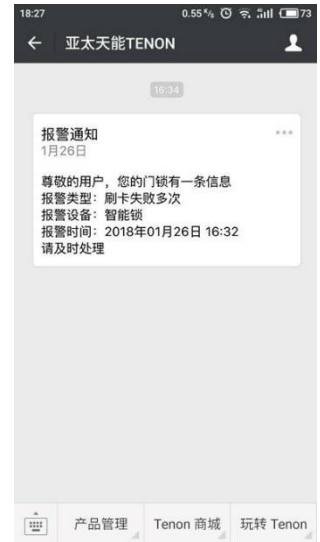 18:27
0.55 K/s
73
亚太天能TENON
16:34
报警通知
1月26日
尊敬的用户，您的门锁有一条信息
报警类型：刷卡失败多次
报警设备：智能锁
报警时间：2018年01月26日 16:32
请及时处理
产品管理
Tenon 商城
玩转 Tenon